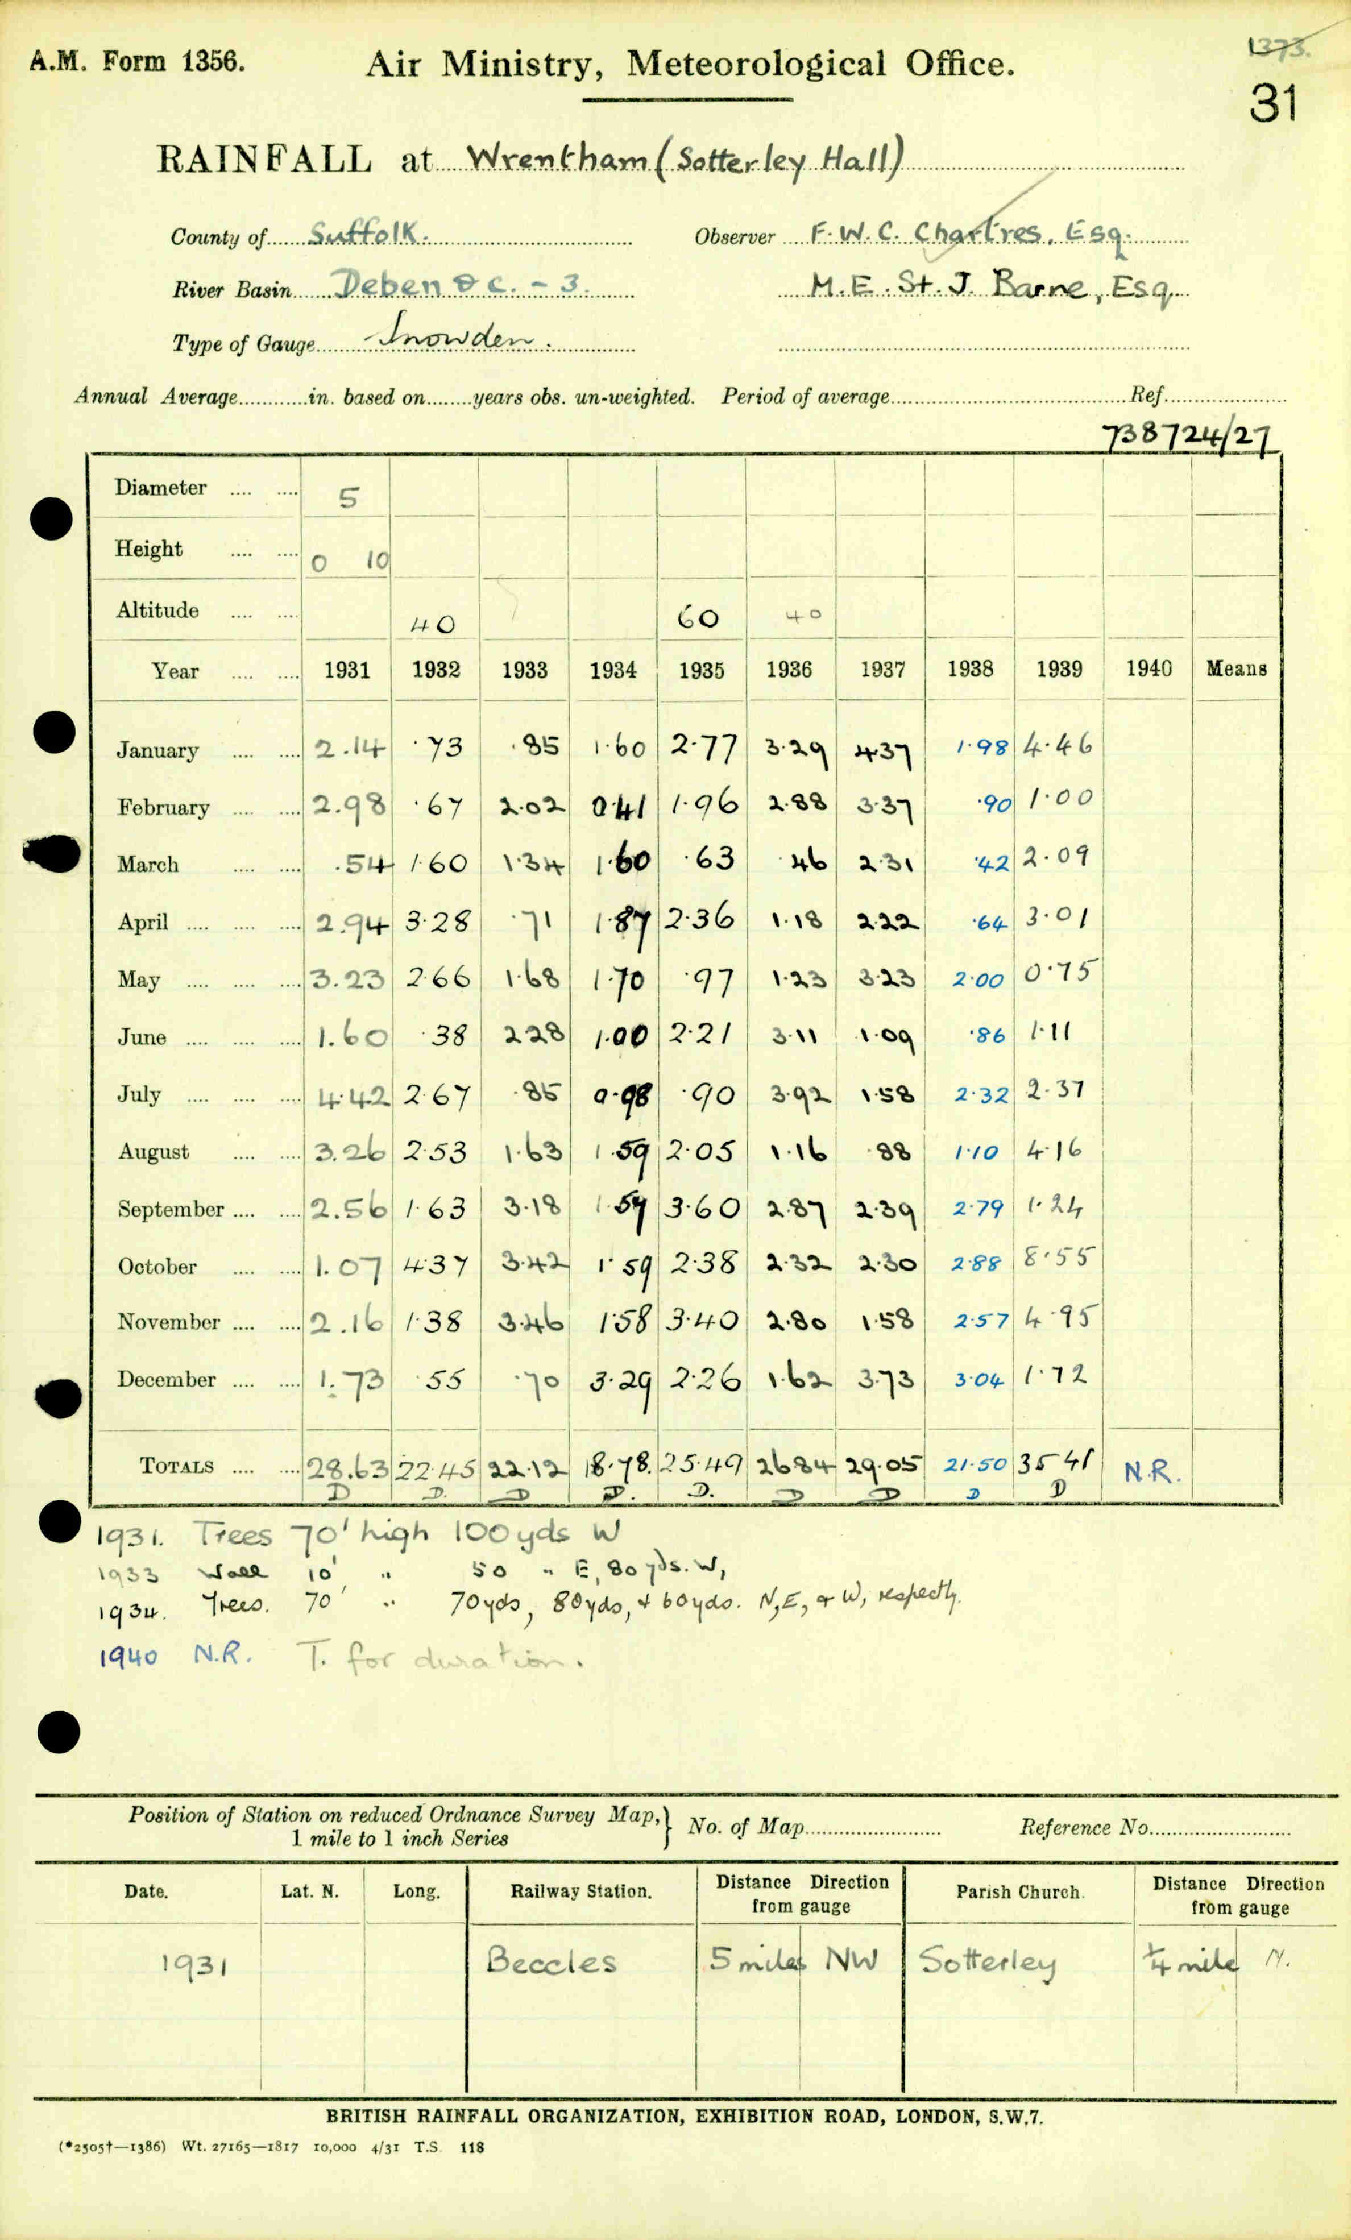 A.M. Form 1356. Air Ministry, Meteorological Office. 1373.
31
RAINFALL at Wrentham (Sotterley Hall)
County of Suffolk. Observer F. W. C. Chartres, Esq.
River Basin Deben & c. - 3. M. E. St. J. Barne, Esq
Type of Gauge Snowden.
Annual Average............in. based on........years obs. un-weighted. Period of average.................... Ref....................
738724/27
Diameter .... .... 5
Height .... .... 0 10
Altitude .... .... 40 60 40
Year .... .... 1931 1932 1933 1934 1935 1936 1937 1938 1939 1940 Means
January .... .... 2.14 ·73 ·85 1·60 2·77 3·29 4·37 1·98 4·46
February .... .... 2.98 ·67 2·02 0·41 1·96 2·88 3·37 ·90 1·00
March .... .... .54 1·60 1·34 1·60 ·63 ·46 2·31 ·42 2·09
April .... .... .... 2.94 3·28 ·71 1·87 2·36 1·18 2·22 ·64 3·01
May .... .... .... 3.23 2·66 1·68 1·70 ·97 1·23 3·23 2·00 0·75
June .... .... .... 1.60 ·38 2·28 1·00 2·21 3·11 1·09 ·86 1·11
July .... .... .... 4·42 2·67 ·85 0·98 ·90 3·92 1·58 2·32 2·37
August .... .... 3.26 2·53 1·63 1·59 2·05 1·16 ·88 1·10 4·16
September .... .... 2.56 1·63 3·18 1·57 3·60 2·87 2·39 2·79 1·24
October .... .... 1.07 4·37 3·42 1·59 2·38 2·32 2·30 2·88 8·55
November .... .... 2.16 1·38 3·46 1·58 3·40 2·80 1·58 2·57 4·95
December .... .... 1.73 ·55 ·70 3·29 2·26 1·62 3·73 3·04 1·72
TOTALS .... .... 28.63 22·45 22·12 18·78. 25·49 26·84 29·05 21·50 35·41 N.R.
D D. D D. D. D D D D
1931. Trees 70' high 100yds W
1933 Wall 10' " 50 " E, 80 yds. W,
1934. Trees. 70' " 70yds, 80yds, & 60yds. N, E, & W, respectly.
1940 N.R. T. for duration.
Position of Station on reduced Ordnance Survey Map,} No. of Map........................ Reference No.........................
1 mile to 1 inch Series
Date. Lat. N. Long. Railway Station. Distance Direction from gauge Parish Church. Distance Direction from gauge
1931 Beccles 5 miles NW Sotterley ¼ mile N.
BRITISH RAINFALL ORGANIZATION, EXHIBITION ROAD, LONDON, S.W.7.
(*2505†—1386) Wt. 27165—1817 10,000 4/31 T.S. 118